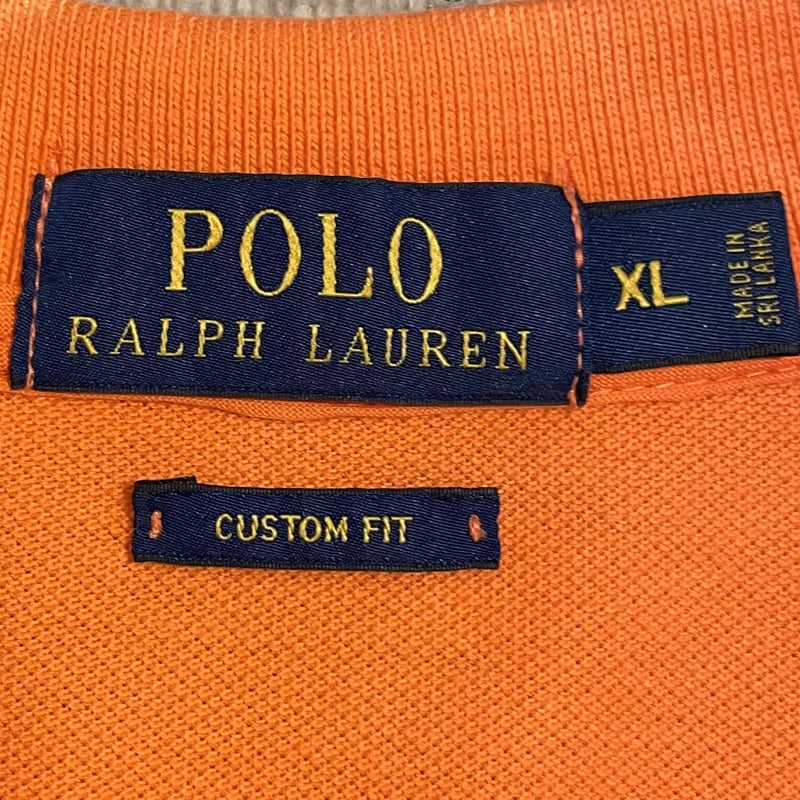 POLO
RALPH LAUREN
XL
MADE IN
SRI LANKA
CUSTOM FIT